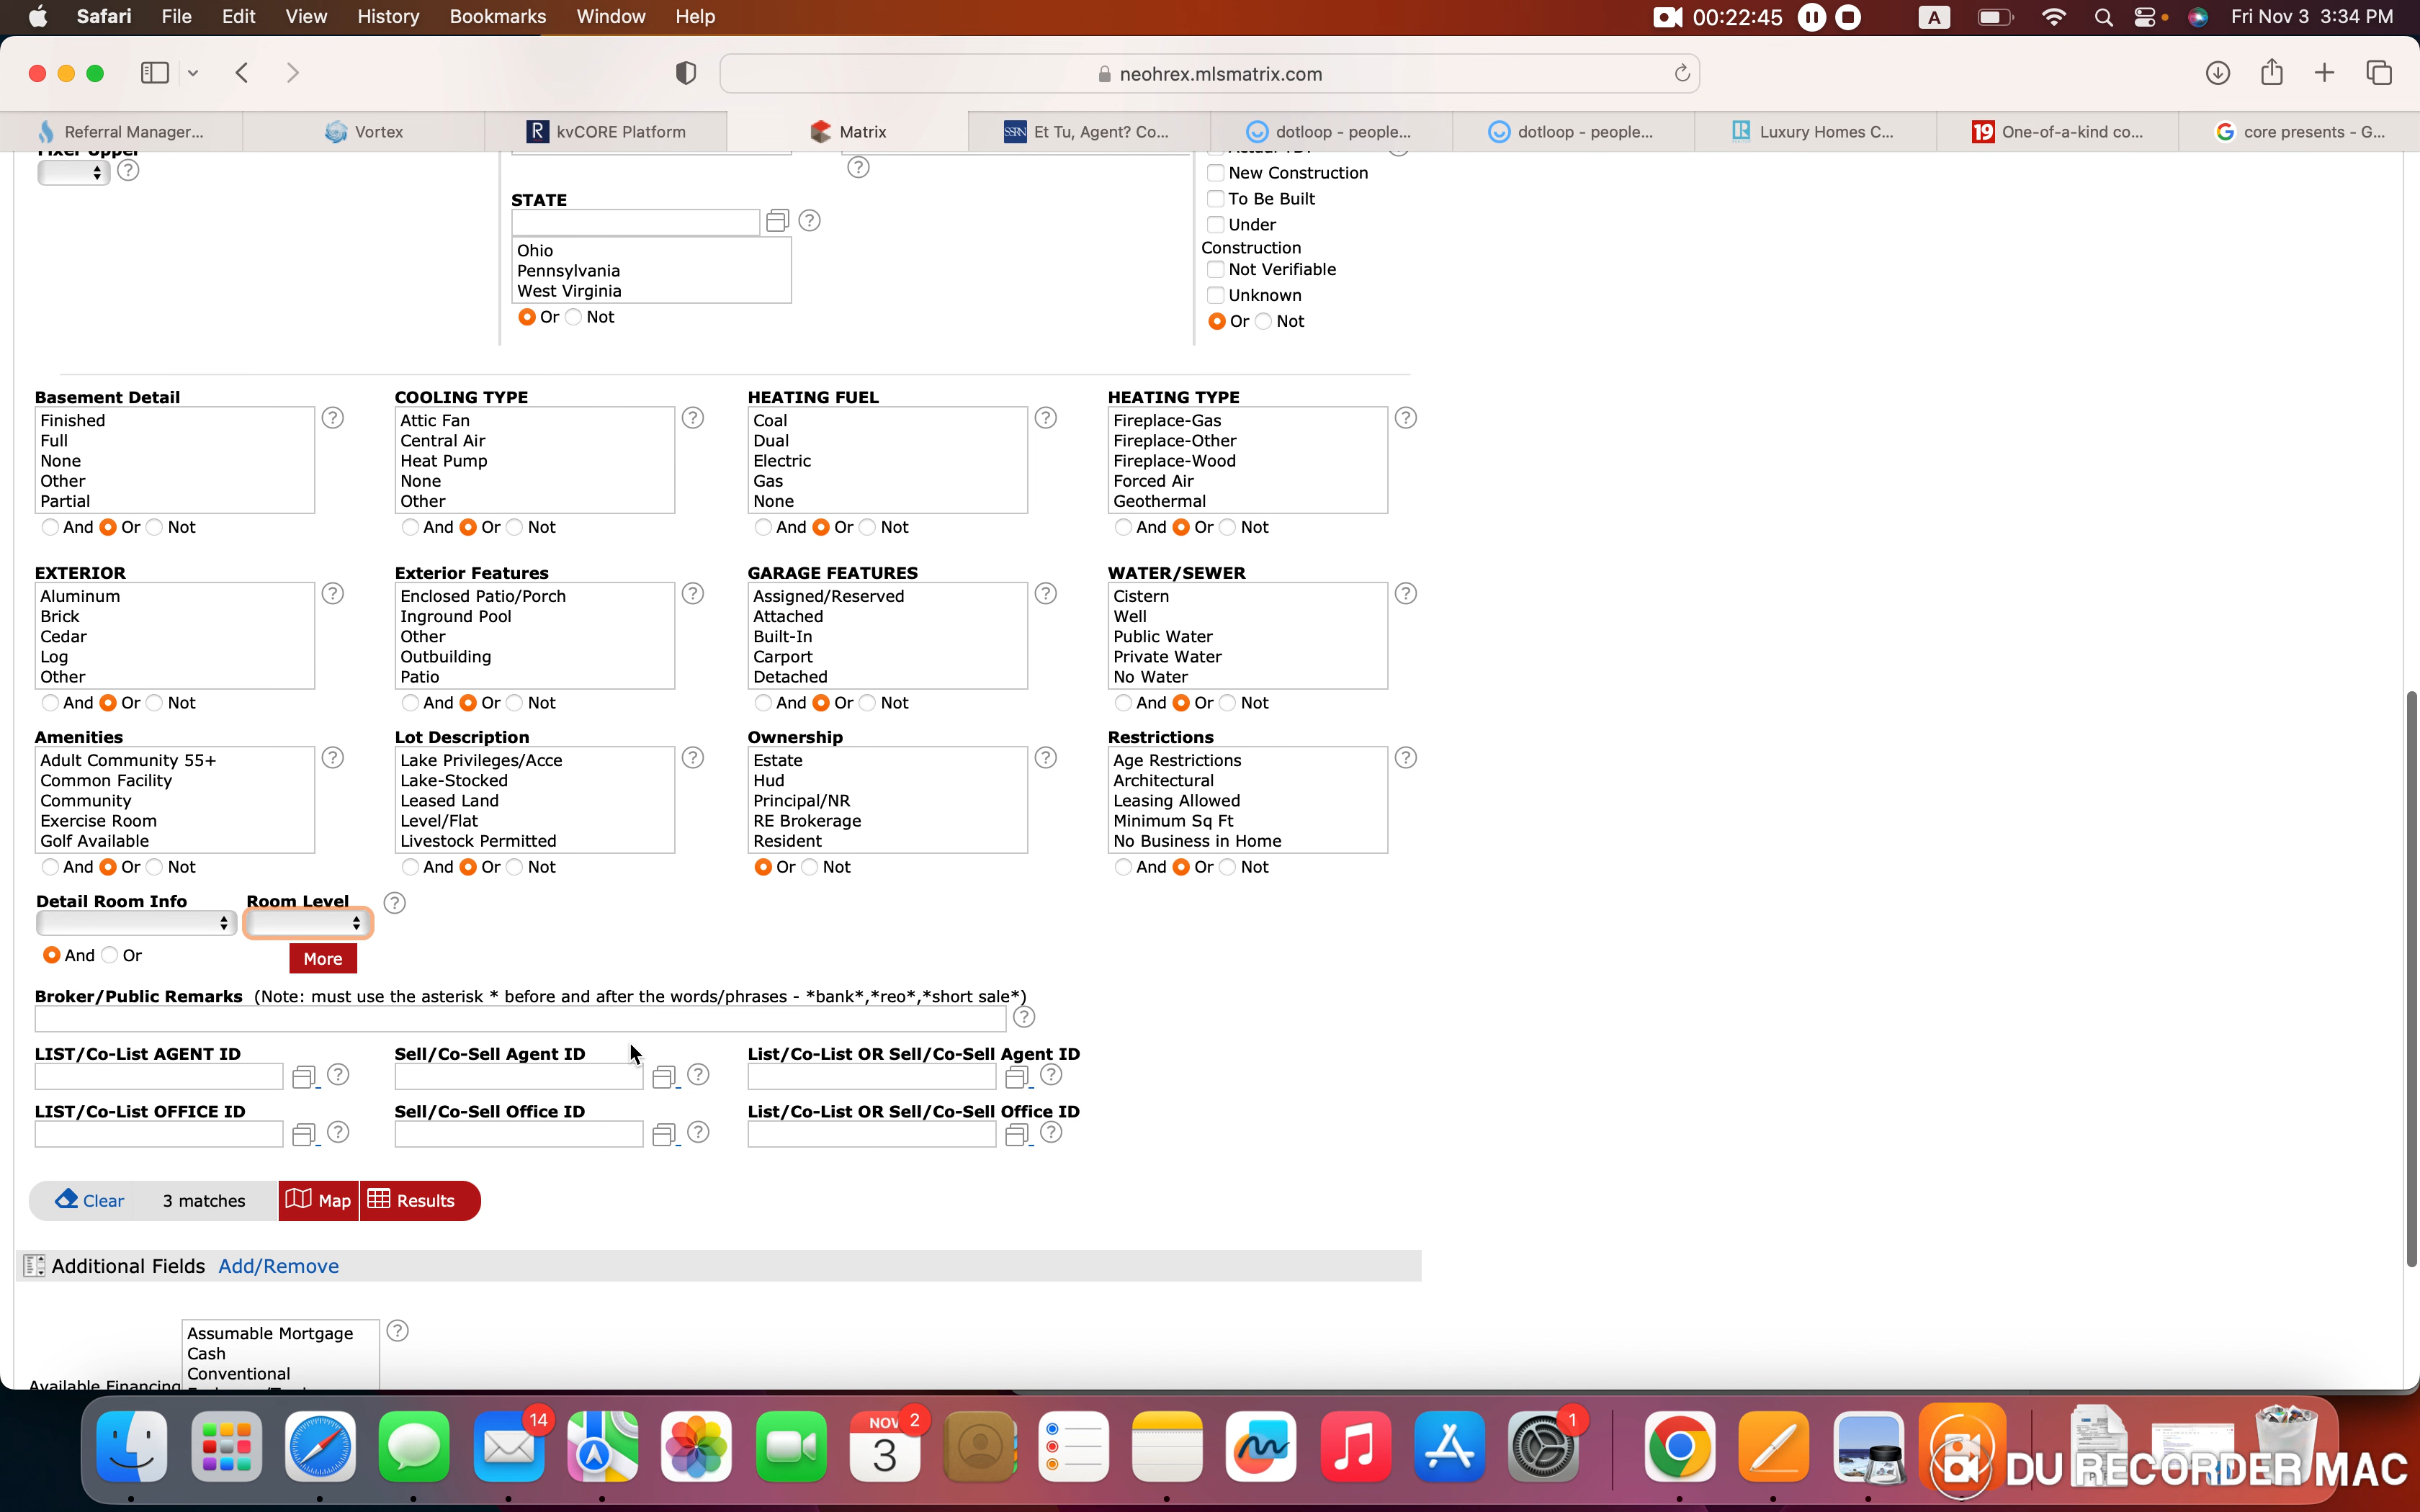 Safari File Edit View History Bookmarks Window Help 00:22:45 A Fri Nov 3 3:34 PM
neohrex.mlsmatrix.com
Referral Manager... Vortex R kvCORE Platform Matrix SSRN Et Tu, Agent? Co... dotloop - people... dotloop - people... Luxury Homes C... 19 One-of-a-kind co... core presents - G...
Fixer Upper
New Construction
To Be Built
Under
Construction
Not Verifiable
Unknown
Or Not
STATE
Ohio
Pennsylvania
West Virginia
Or Not
Basement Detail
Finished
Full
None
Other
Partial
And Or Not
COOLING TYPE
Attic Fan
Central Air
Heat Pump
None
Other
And Or Not
HEATING FUEL
Coal
Dual
Electric
Gas
None
And Or Not
HEATING TYPE
Fireplace-Gas
Fireplace-Other
Fireplace-Wood
Forced Air
Geothermal
And Or Not
EXTERIOR
Aluminum
Brick
Cedar
Log
Other
And Or Not
Exterior Features
Enclosed Patio/Porch
Inground Pool
Other
Outbuilding
Patio
And Or Not
GARAGE FEATURES
Assigned/Reserved
Attached
Built-In
Carport
Detached
And Or Not
WATER/SEWER
Cistern
Well
Public Water
Private Water
No Water
And Or Not
Amenities
Adult Community 55+
Common Facility
Community
Exercise Room
Golf Available
And Or Not
Lot Description
Lake Privileges/Acce
Lake-Stocked
Leased Land
Level/Flat
Livestock Permitted
And Or Not
Ownership
Estate
Hud
Principal/NR
RE Brokerage
Resident
Or Not
Restrictions
Age Restrictions
Architectural
Leasing Allowed
Minimum Sq Ft
No Business in Home
And Or Not
Detail Room Info Room Level
And Or More
Broker/Public Remarks (Note: must use the asterisk * before and after the words/phrases - *bank*,*reo*,*short sale*)
LIST/Co-List AGENT ID Sell/Co-Sell Agent ID List/Co-List OR Sell/Co-Sell Agent ID
LIST/Co-List OFFICE ID Sell/Co-Sell Office ID List/Co-List OR Sell/Co-Sell Office ID
Clear 3 matches Map Results
Additional Fields Add/Remove
Assumable Mortgage
Cash
Conventional
Available Financing
14 NOV 2 3 1
DU RECORDER MAC